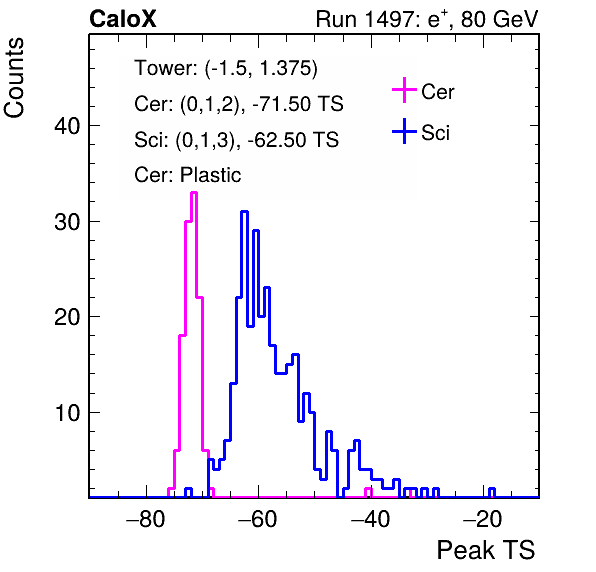 CaloX Run 1497: e⁺, 80 GeV
Counts
Tower: (-1.5, 1.375)
Cer: (0,1,2), -71.50 TS
Sci: (0,1,3), -62.50 TS
Cer: Plastic
Cer
Sci
40
30
20
10
−80 −60 −40 −20
Peak TS